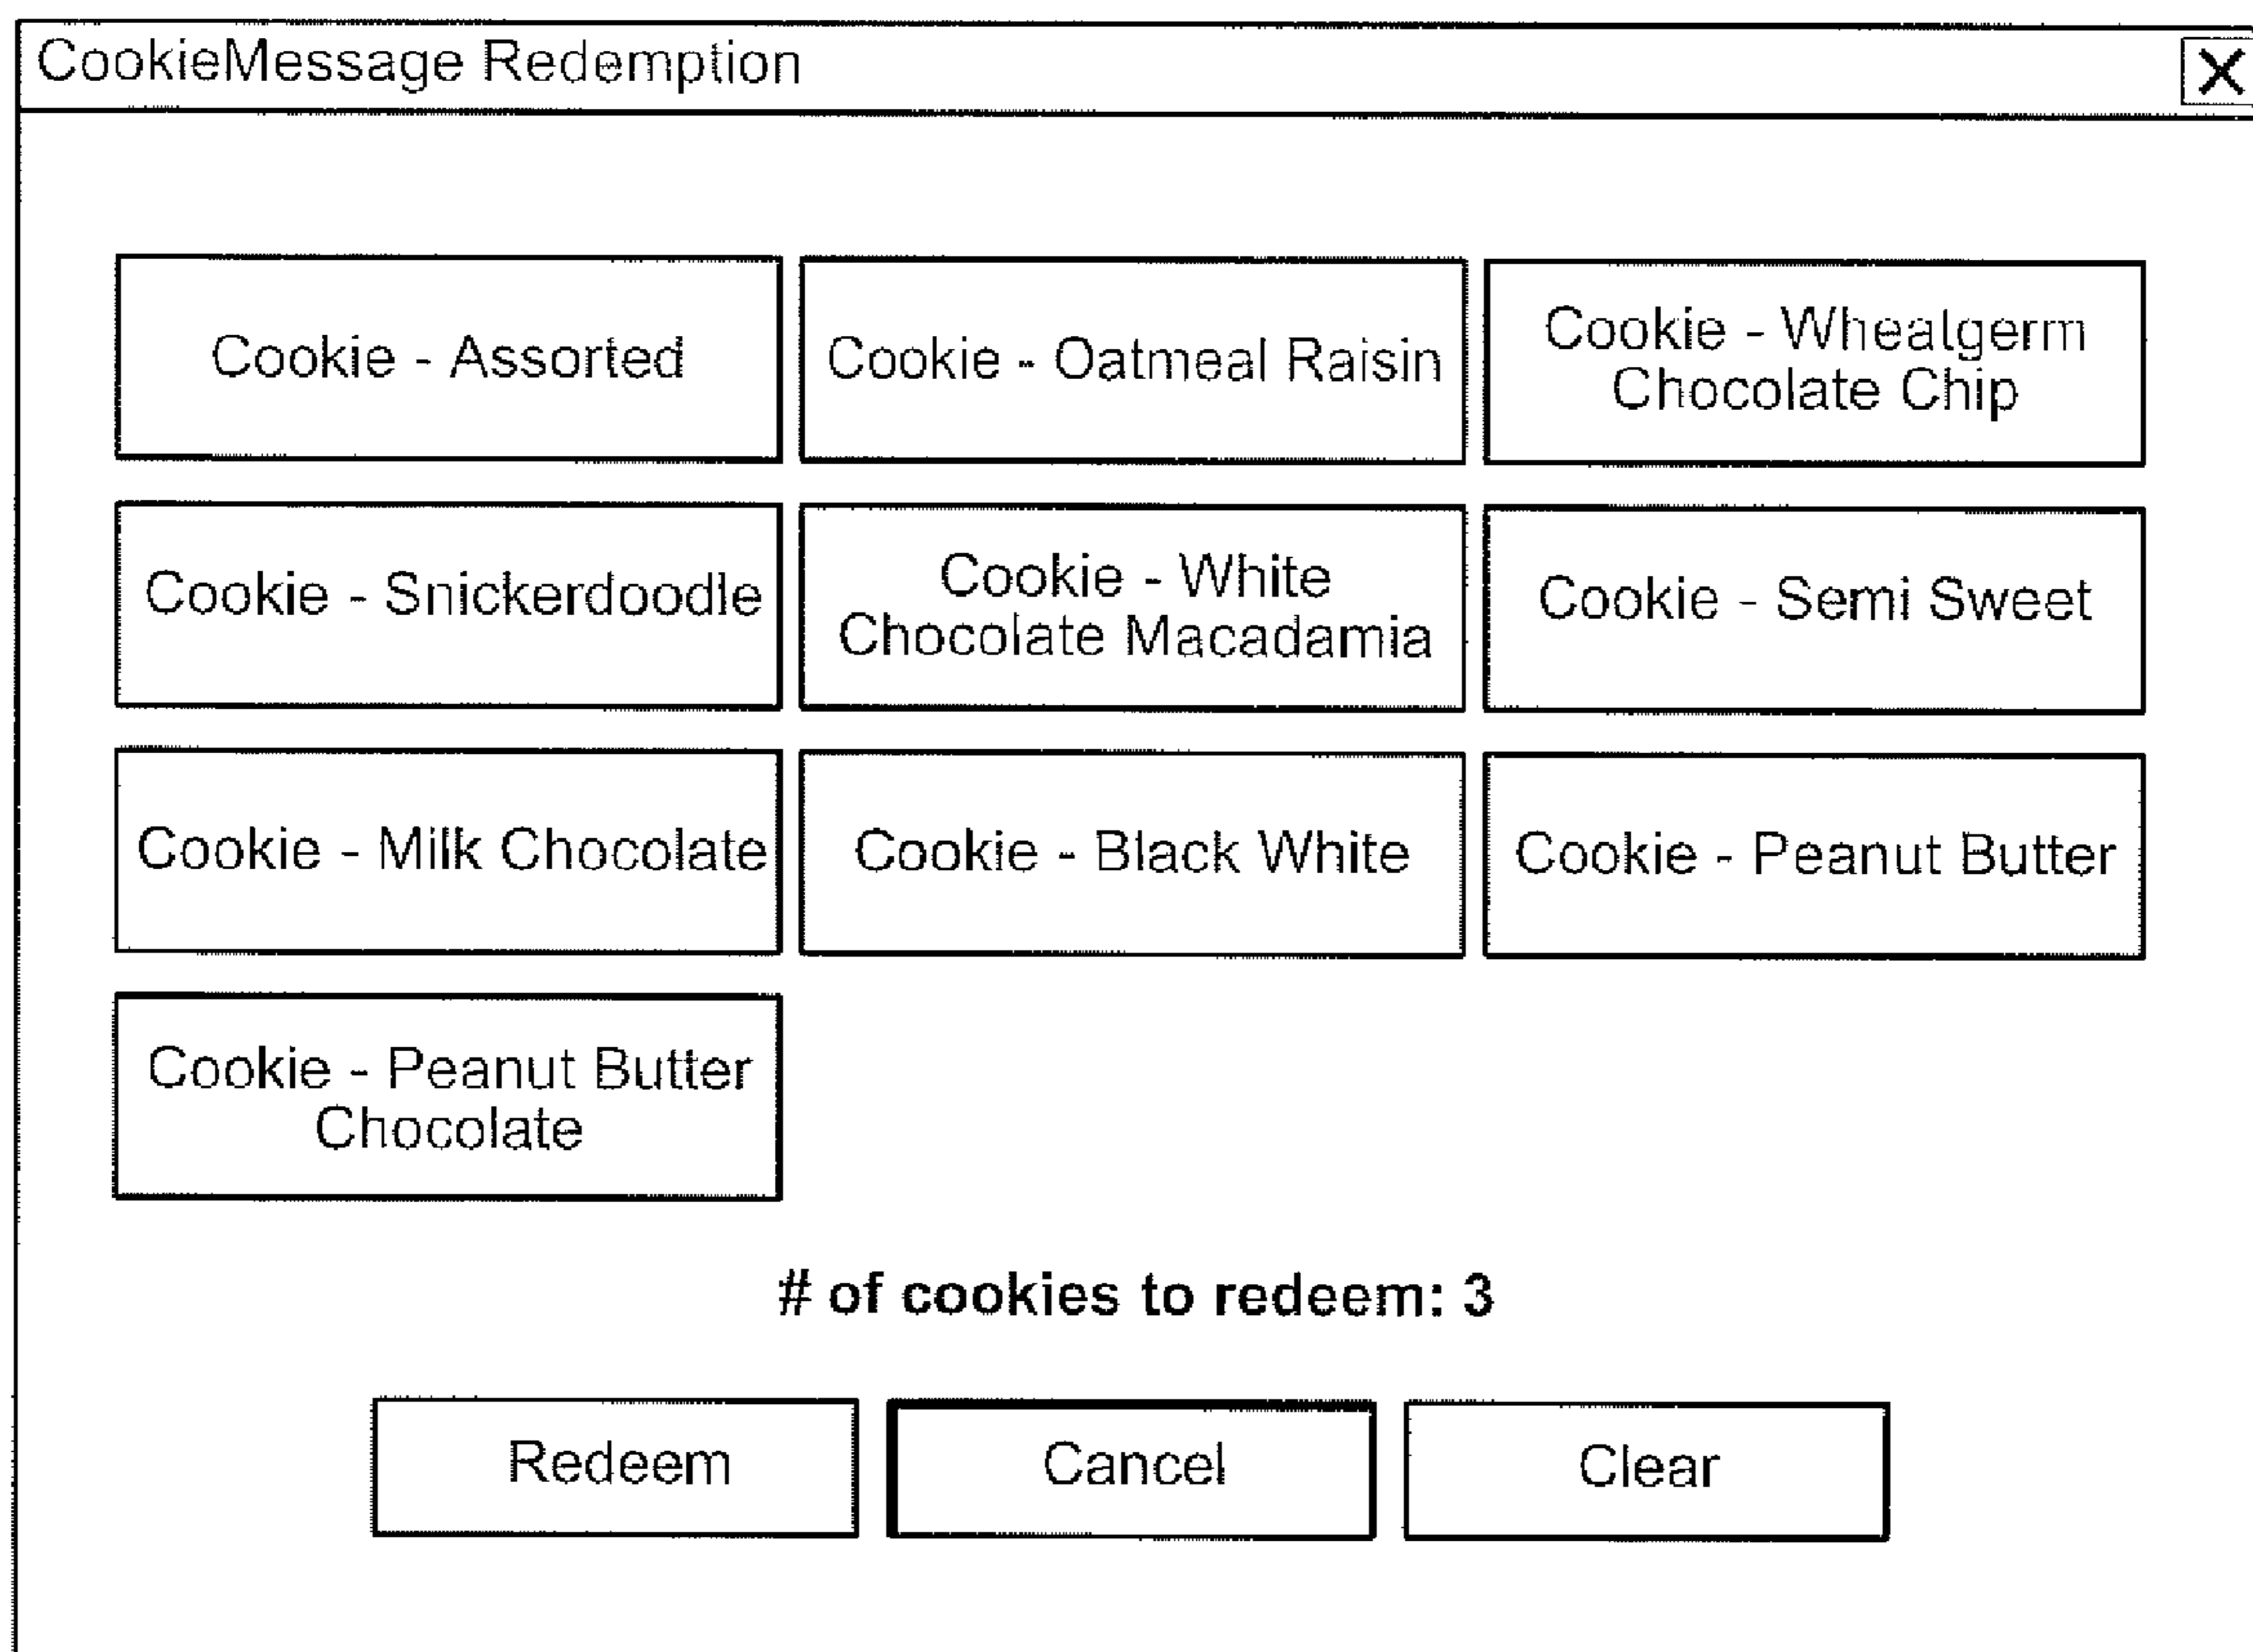 CookieMessage Redemption
Cookie - Assorted
Cookie - Oatmeal Raisin
Cookie - Whealgerm
Chocolate Chip
Cookie - Snickerdoodle
Cookie - White
Chocolate Macadamia
Cookie - Semi Sweet
Cookie - Milk Chocolate
Cookie - Black White
Cookie - Peanut Butter
Cookie - Peanut Butter
Chocolate
# of cookies to redeem: 3
Redeem
Cancel
Clear